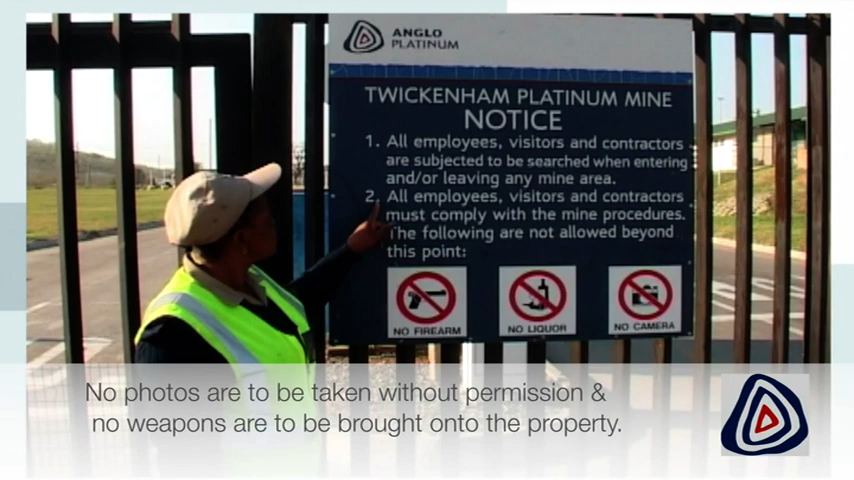 ANGLO
PLATINUM
TWICKENHAM PLATINUM MINE
NOTICE
1. All employees, visitors and contractors
are subjected to be searched when entering
and/or leaving any mine area.
2. All employees, visitors and contractors
must comply with the mine procedures.
The following are not allowed beyond
this point:
NO FIREARM
NO LIQUOR
NO CAMERA
No photos are to be taken without permission &
no weapons are to be brought onto the property.